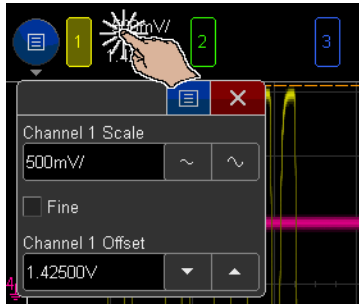 1
2
3
Channel 1 Scale
500mV/
Fine
Channel 1 Offset
1.42500V
4